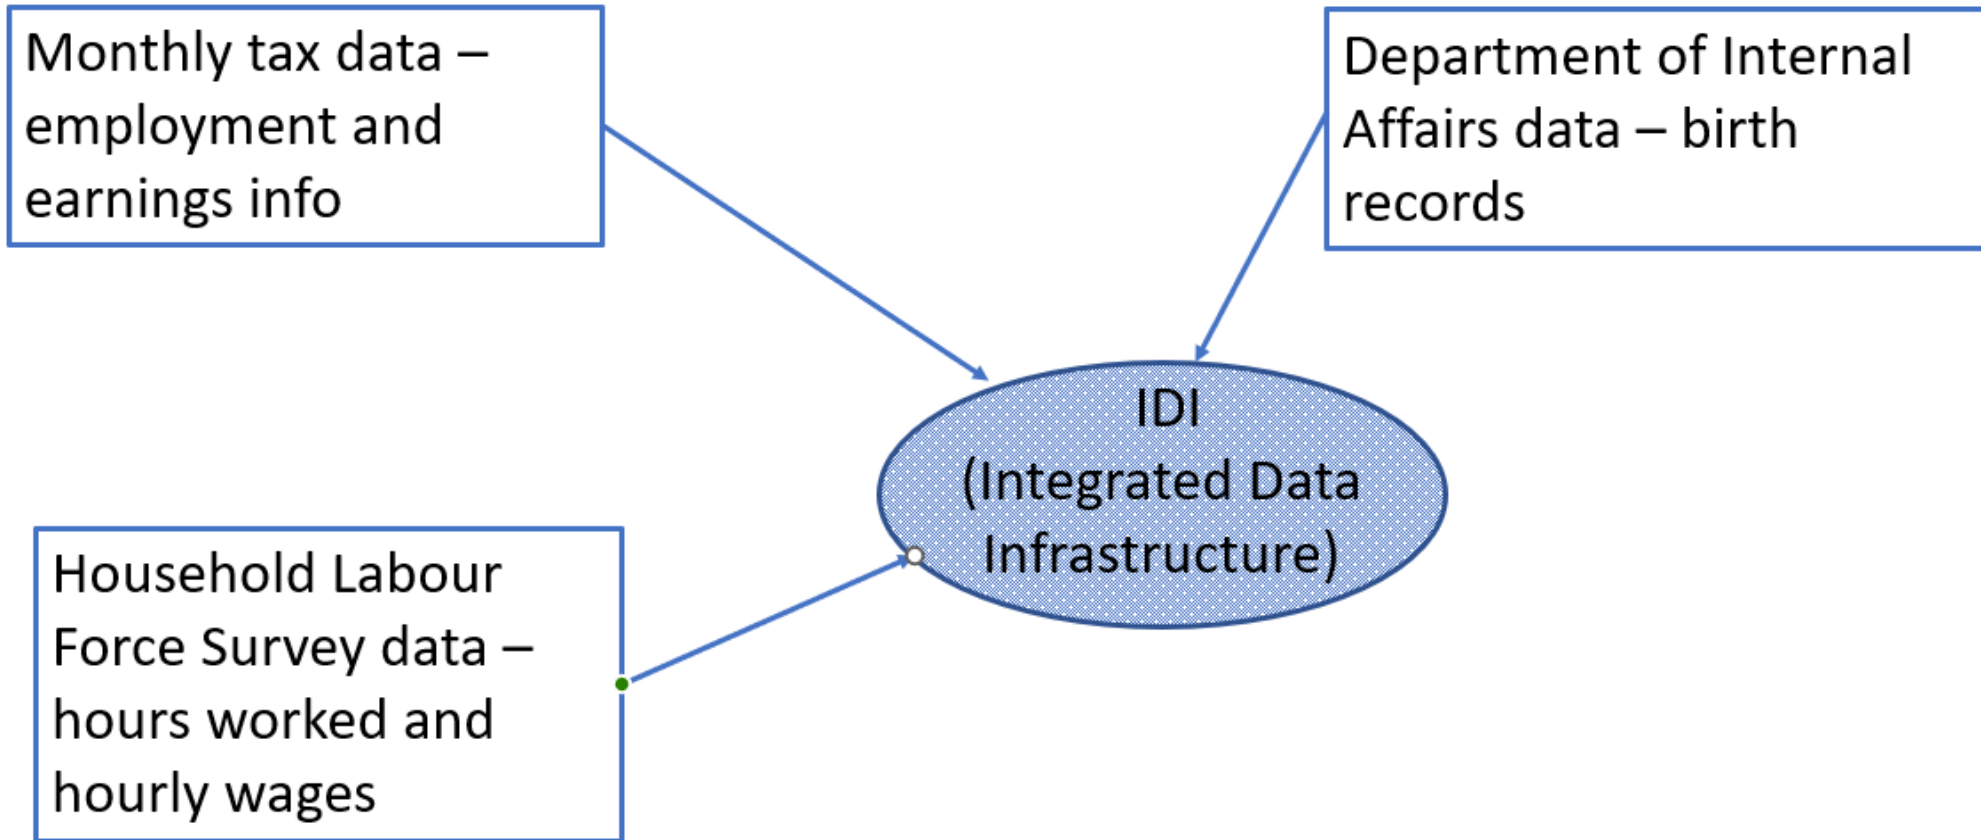 Monthly tax data –
employment and
earnings info
Department of Internal
Affairs data – birth
records
IDI
(Integrated Data
Infrastructure)
Household Labour
Force Survey data –
hours worked and
hourly wages